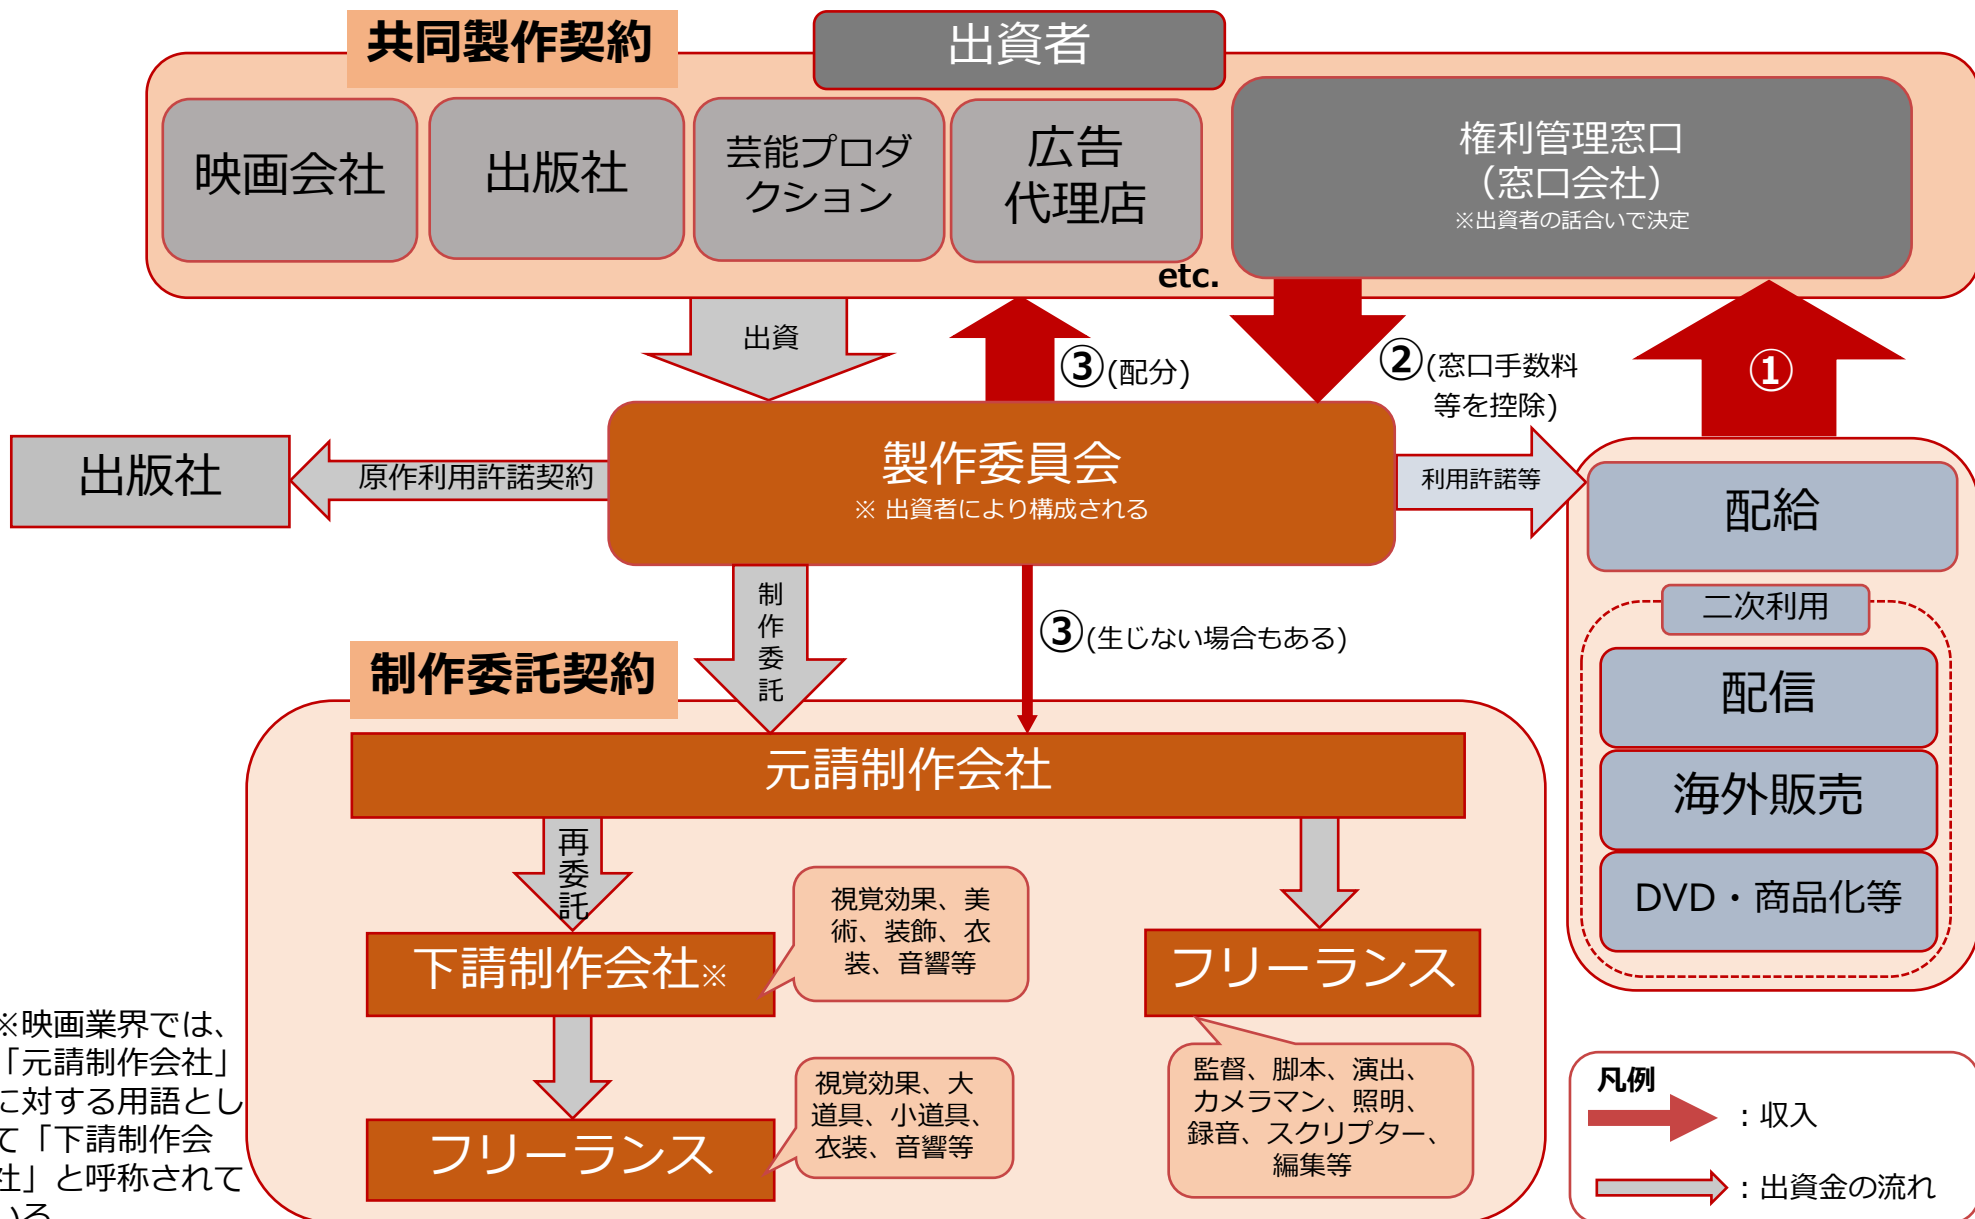 共同製作契約
出資者
映画会社
出版社
芸能プロダ
クション
広告
代理店
etc.
権利管理窓口
（窓口会社）
※出資者の話合いで決定
出資
③(配分)
②(窓口手数料
等を控除)
①
出版社
原作利用許諾契約
製作委員会
※ 出資者により構成される
利用許諾等
配給
二次利用
配信
海外販売
DVD・商品化等
制
作
委
託
③(生じない場合もある)
制作委託契約
元請制作会社
再
委
託
視覚効果、美
術、装飾、衣
装、音響等
下請制作会社※
フリーランス
監督、脚本、演出、
カメラマン、照明、
録音、スクリプター、
編集等
視覚効果、大
道具、小道具、
衣装、音響等
フリーランス
※映画業界では、
「元請制作会社」
に対する用語とし
て「下請制作会
社」と呼称されて
いる
凡例
：収入
：出資金の流れ